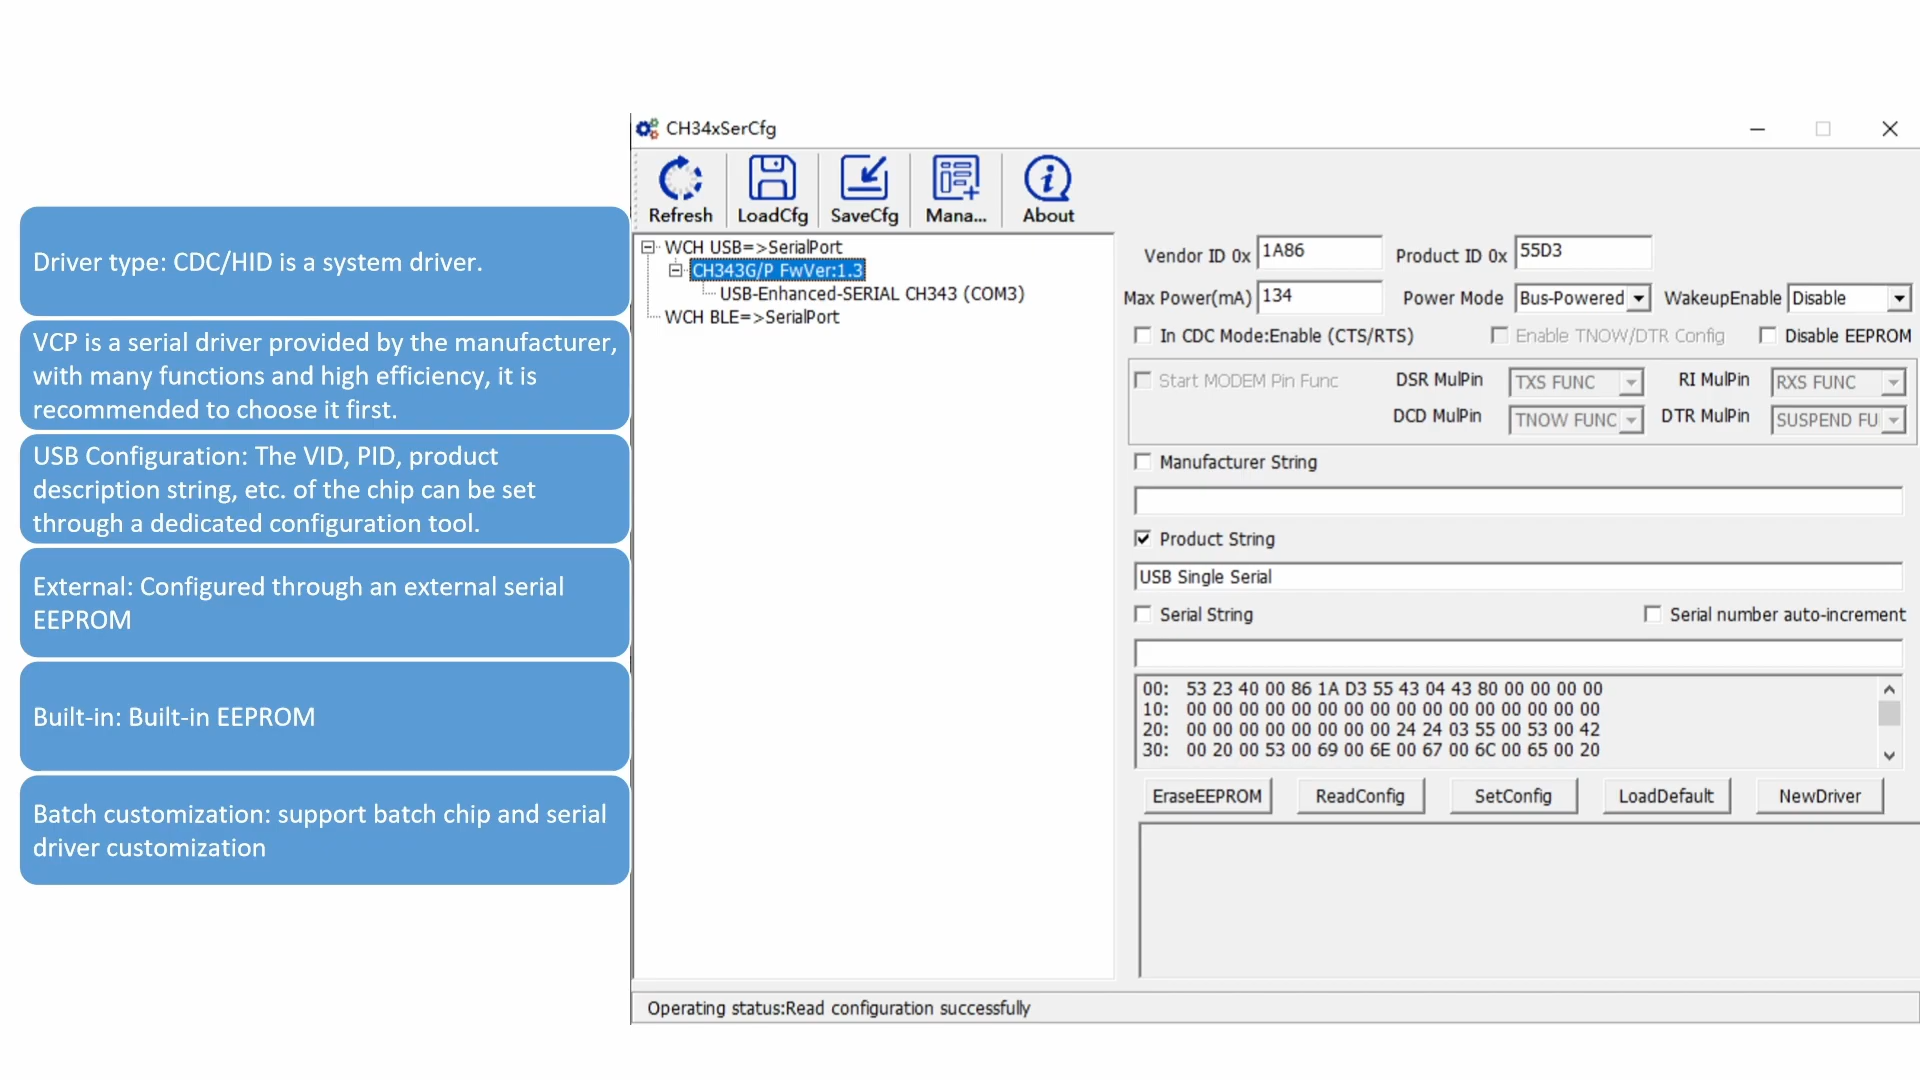 Driver type: CDC/HID is a system driver.
VCP is a serial driver provided by the manufacturer,
with many functions and high efficiency, it is
recommended to choose it first.
USB Configuration: The VID, PID, product
description string, etc. of the chip can be set
through a dedicated configuration tool.
External: Configured through an external serial
EEPROM
Built-in: Built-in EEPROM
Batch customization: support batch chip and serial
driver customization
CH34xSerCfg
Refresh LoadCfg SaveCfg Mana... About
WCH USB=>SerialPort
CH343G/P FwVer:1.3
USB-Enhanced-SERIAL CH343 (COM3)
WCH BLE=>SerialPort
Vendor ID 0x 1A86 Product ID 0x 55D3
Max Power(mA) 134 Power Mode Bus-Powered WakeupEnable Disable
In CDC Mode:Enable (CTS/RTS) Enable TNOW/DTR Config Disable EEPROM
Start MODEM Pin Func DSR MulPin TXS FUNC RI MulPin RXS FUNC
DCD MulPin TNOW FUNC DTR MulPin SUSPEND FU
Manufacturer String
Product String
USB Single Serial
Serial String Serial number auto-increment
00: 53 23 40 00 86 1A D3 55 43 04 43 80 00 00 00 00
10: 00 00 00 00 00 00 00 00 00 00 00 00 00 00 00 00
20: 00 00 00 00 00 00 00 00 24 24 03 55 00 53 00 42
30: 00 20 00 53 00 69 00 6E 00 67 00 6C 00 65 00 20
EraseEEPROM ReadConfig SetConfig LoadDefault NewDriver
Operating status:Read configuration successfully